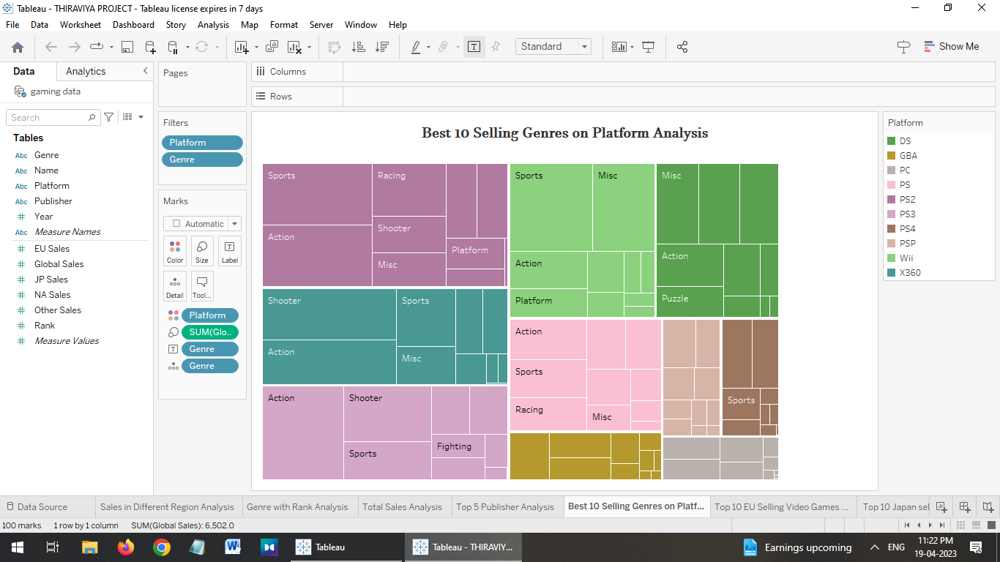 Tableau - THIRAVIYA PROJECT - Tableau license expires in 7 days
File Data Worksheet Dashboard Story Analysis Map Format Server Window Help
Standard
Show Me
Data Analytics
gaming data
Search
Tables
Abc Genre
Abc Name
Abc Platform
Abc Publisher
# Year
Abc Measure Names
# EU Sales
# Global Sales
# JP Sales
# NA Sales
# Other Sales
# Rank
# Measure Values
Pages
Filters
Platform
Genre
Marks
Automatic
Color Size Label
Detail Tool...
Platform
SUM(Glo..
Genre
Genre
Columns
Rows
Best 10 Selling Genres on Platform Analysis
Sports
Racing
Action
Shooter
Misc
Platform
Shooter
Sports
Action
Misc
Action
Shooter
Sports
Fighting
Sports
Misc
Action
Platform
Misc
Action
Puzzle
Action
Sports
Racing
Misc
Sports
Platform
DS
GBA
PC
PS
PS2
PS3
PS4
PSP
Wii
X360
Data Source Sales in Different Region Analysis Genre with Rank Analysis Total Sales Analysis Top 5 Publisher Analysis Best 10 Selling Genres on Platf... Top 10 EU Selling Video Games ... Top 10 Japan sel
100 marks 1 row by 1 column SUM(Global Sales): 6,502.0
Tableau
Tableau - THIRAVIY...
Earnings upcoming
ENG
11:22 PM
19-04-2023